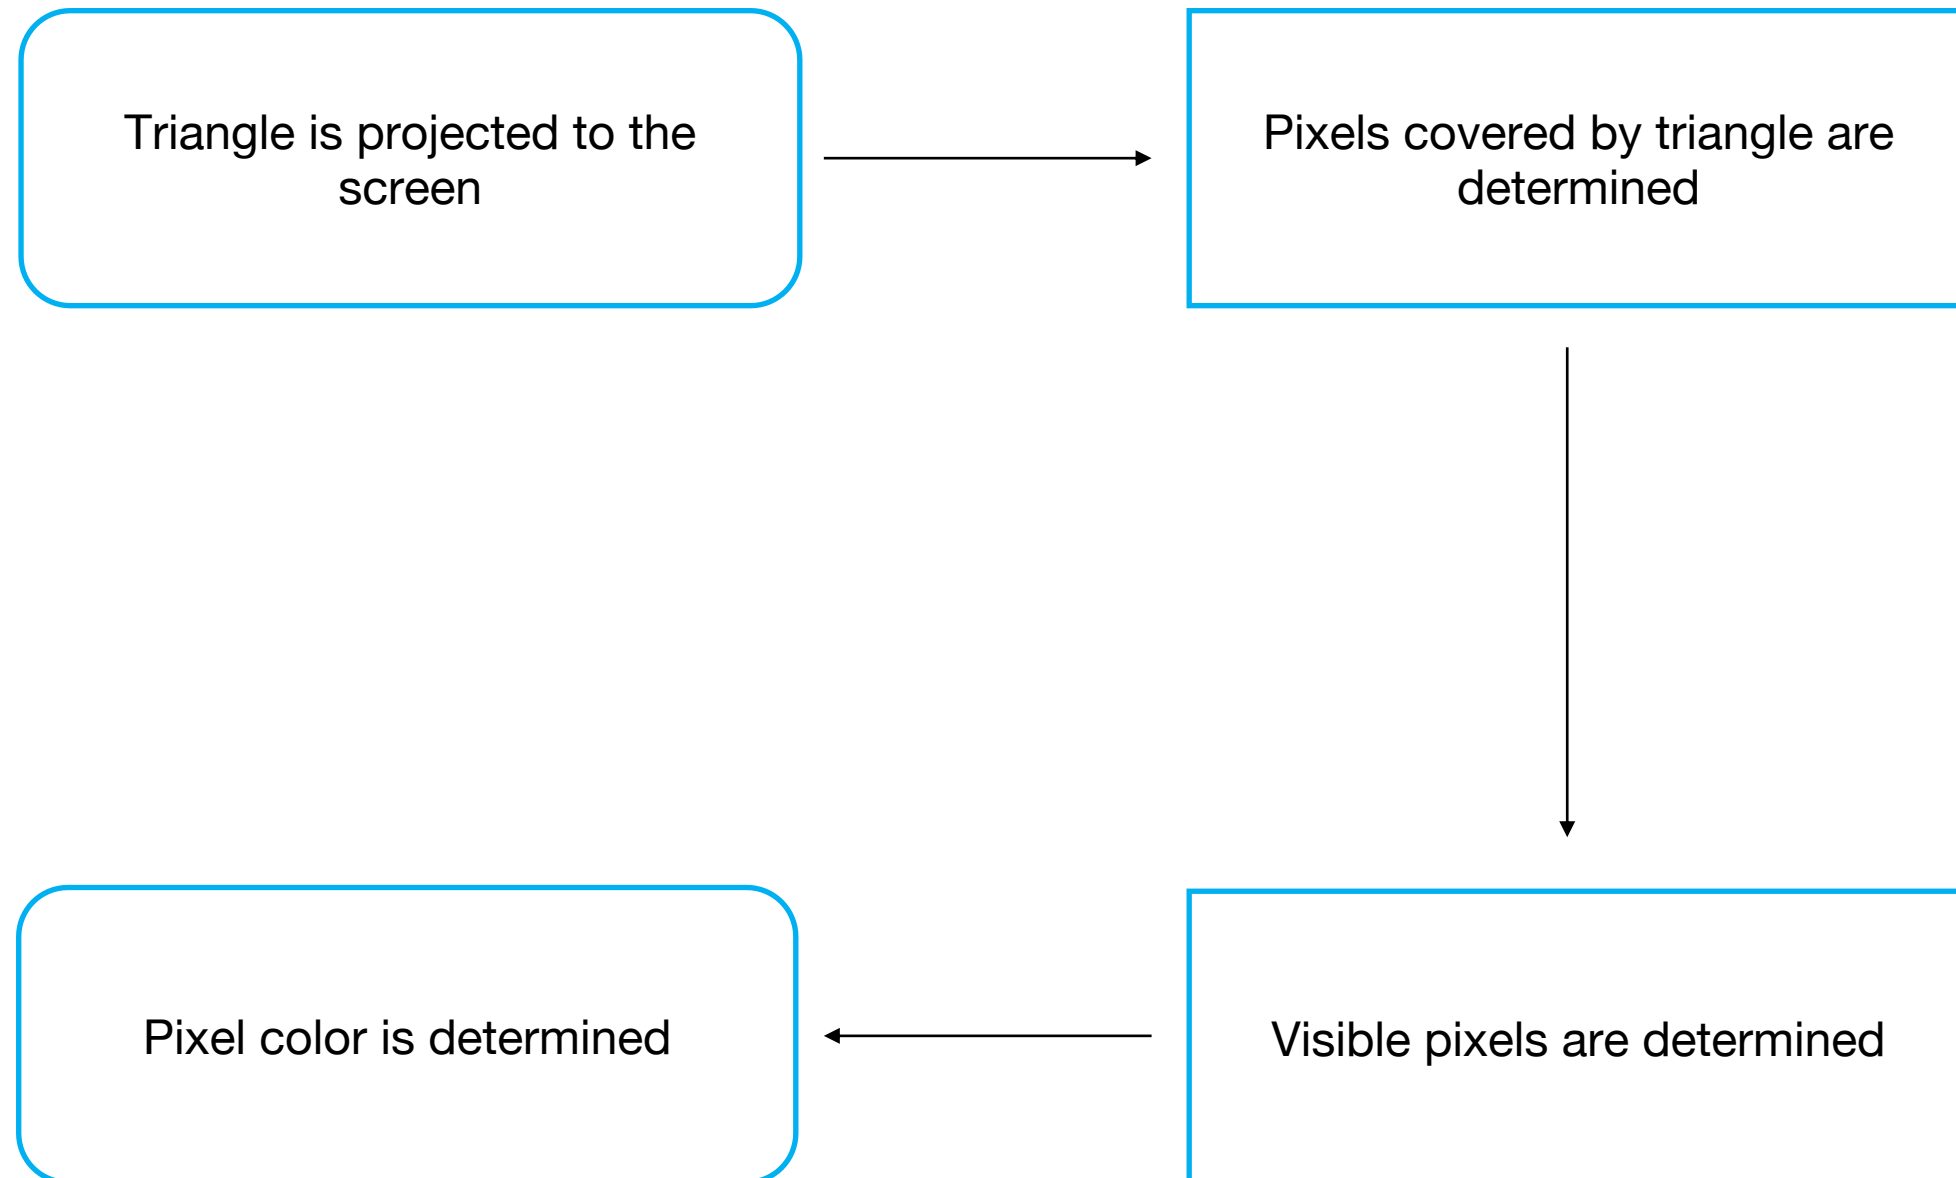 Triangle is projected to the
screen
Pixels covered by triangle are
determined
Visible pixels are determined
Pixel color is determined